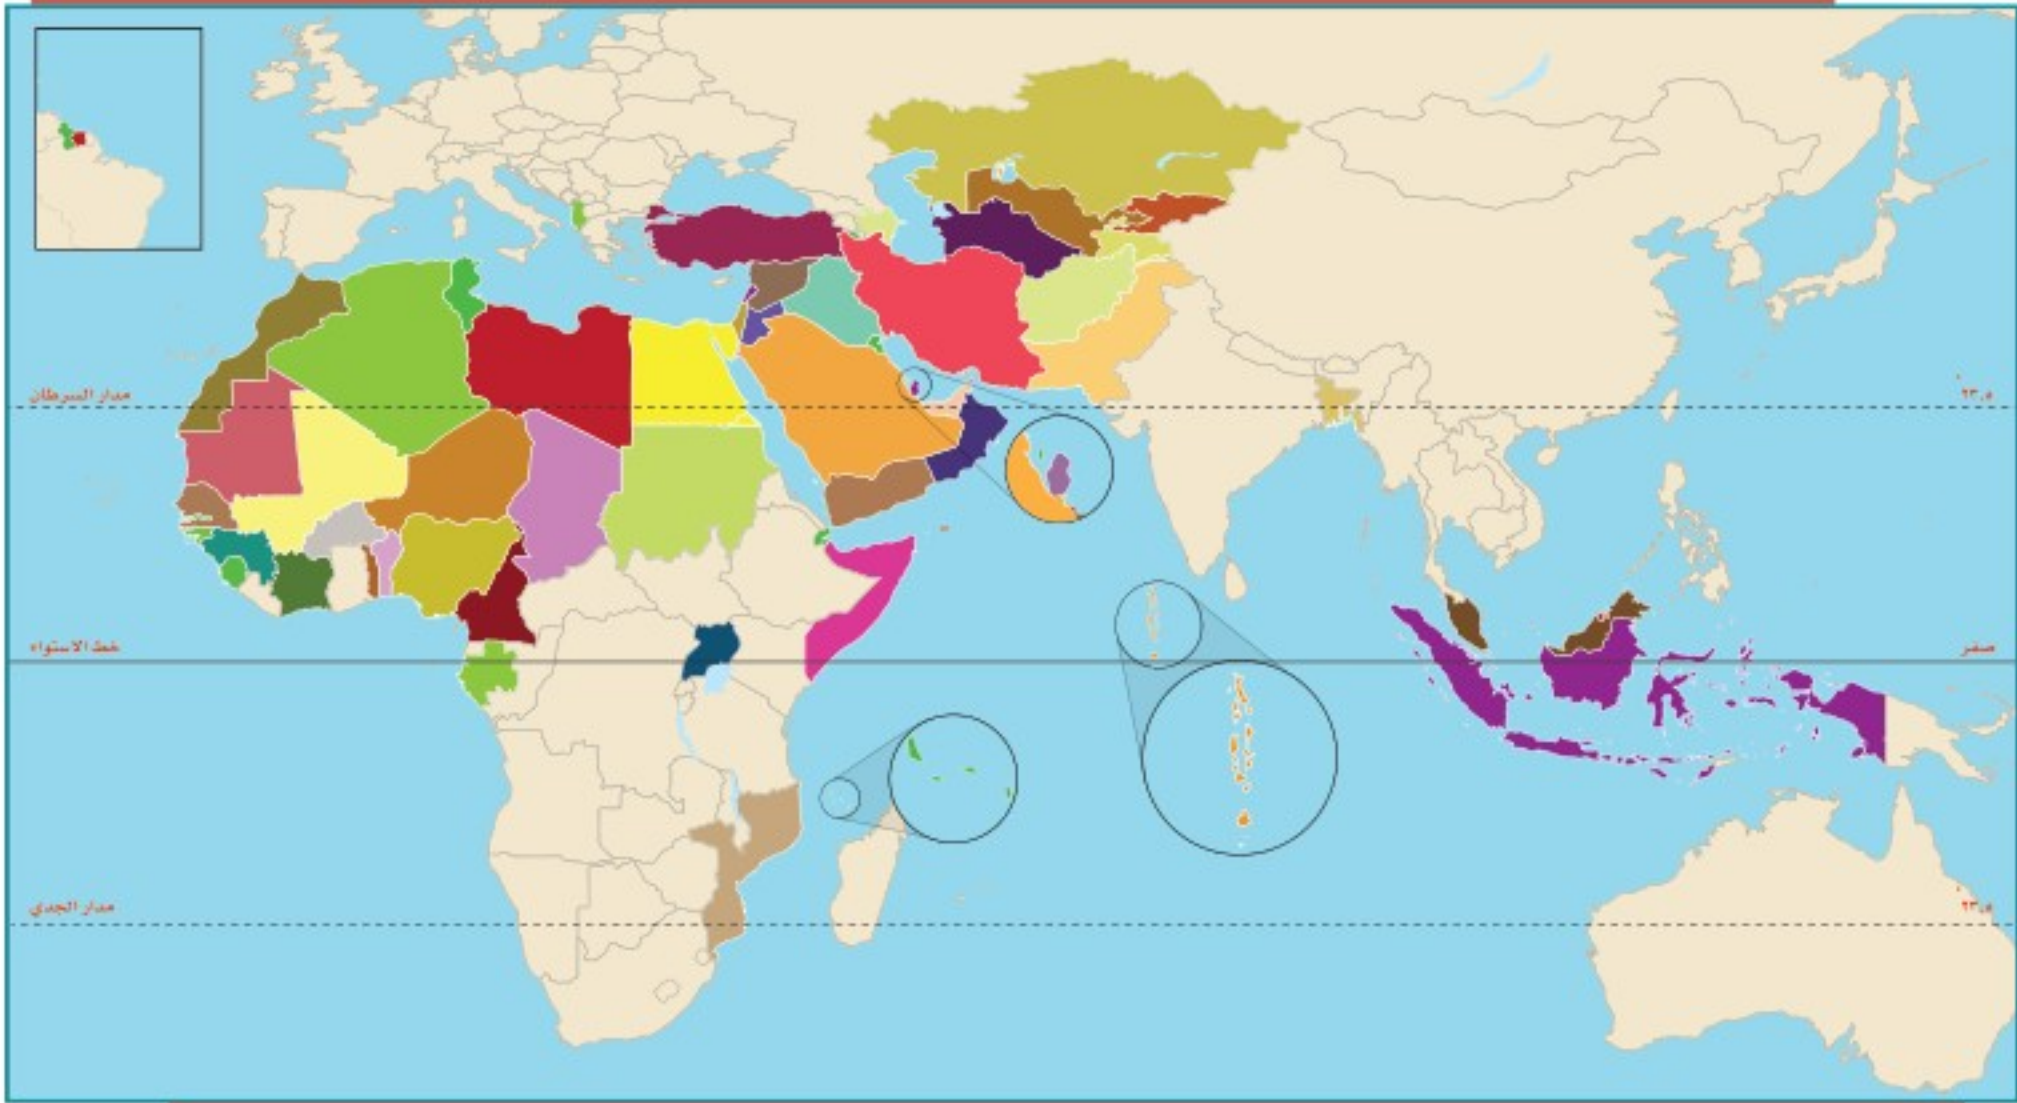 مدار السرطان
٢٣,٥
خط الاستواء
صفر
مدار الجدي
٢٣,٥